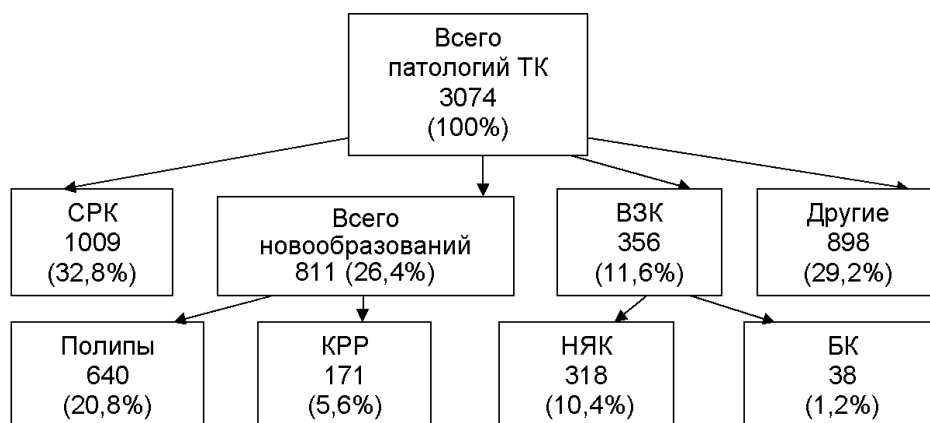 Всего
патологий ТК
3074
(100%)
СРК
1009
(32,8%)
Всего
новообразований
811 (26,4%)
ВЗК
356
(11,6%)
Другие
898
(29,2%)
Полипы
640
(20,8%)
КРР
171
(5,6%)
НЯК
318
(10,4%)
БК
38
(1,2%)